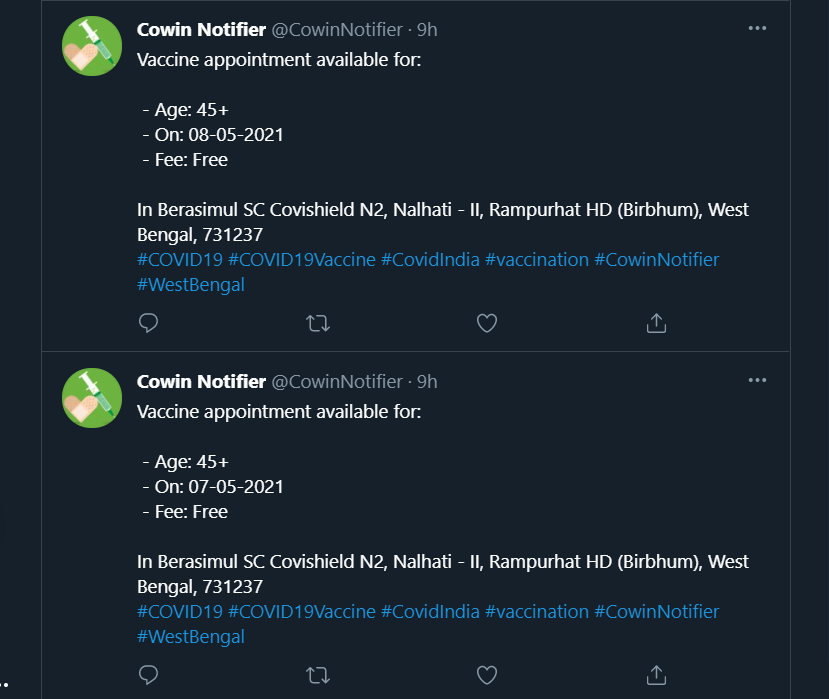 Cowin Notifier @CowinNotifier · 9h
Vaccine appointment available for:
- Age: 45+
- On: 08-05-2021
- Fee: Free
In Berasimul SC Covishield N2, Nalhati - II, Rampurhat HD (Birbhum), West
Bengal, 731237
#COVID19 #COVID19Vaccine #CovidIndia #vaccination #CowinNotifier
#WestBengal
Cowin Notifier @CowinNotifier · 9h
Vaccine appointment available for:
- Age: 45+
- On: 07-05-2021
- Fee: Free
In Berasimul SC Covishield N2, Nalhati - II, Rampurhat HD (Birbhum), West
Bengal, 731237
#COVID19 #COVID19Vaccine #CovidIndia #vaccination #CowinNotifier
#WestBengal